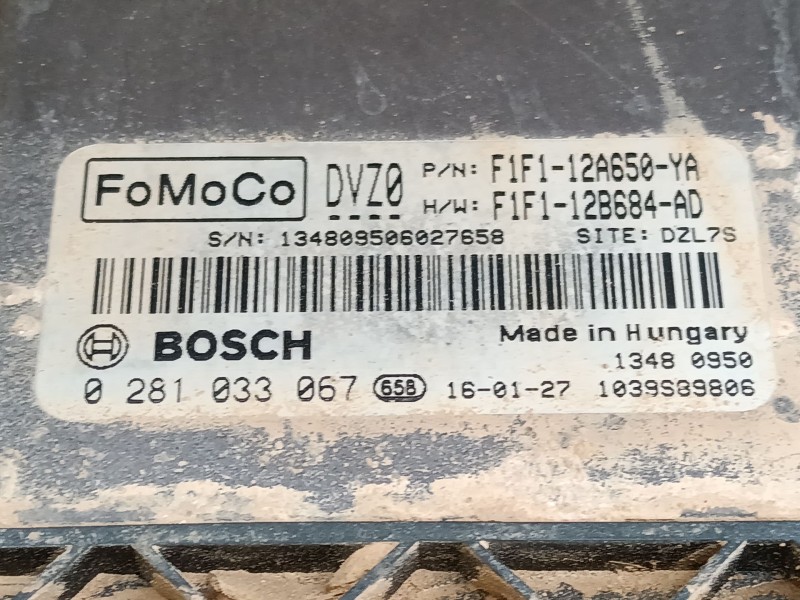 FoMoCo DVZ0 P/N: F1F1-12A650-YA
H/W: F1F1-12B684-AD
S/N: 134809506027658 SITE: DZL7S
BOSCH Made in Hungary
1348 0950
0 281 033 067 658 16-01-27 1039S89806